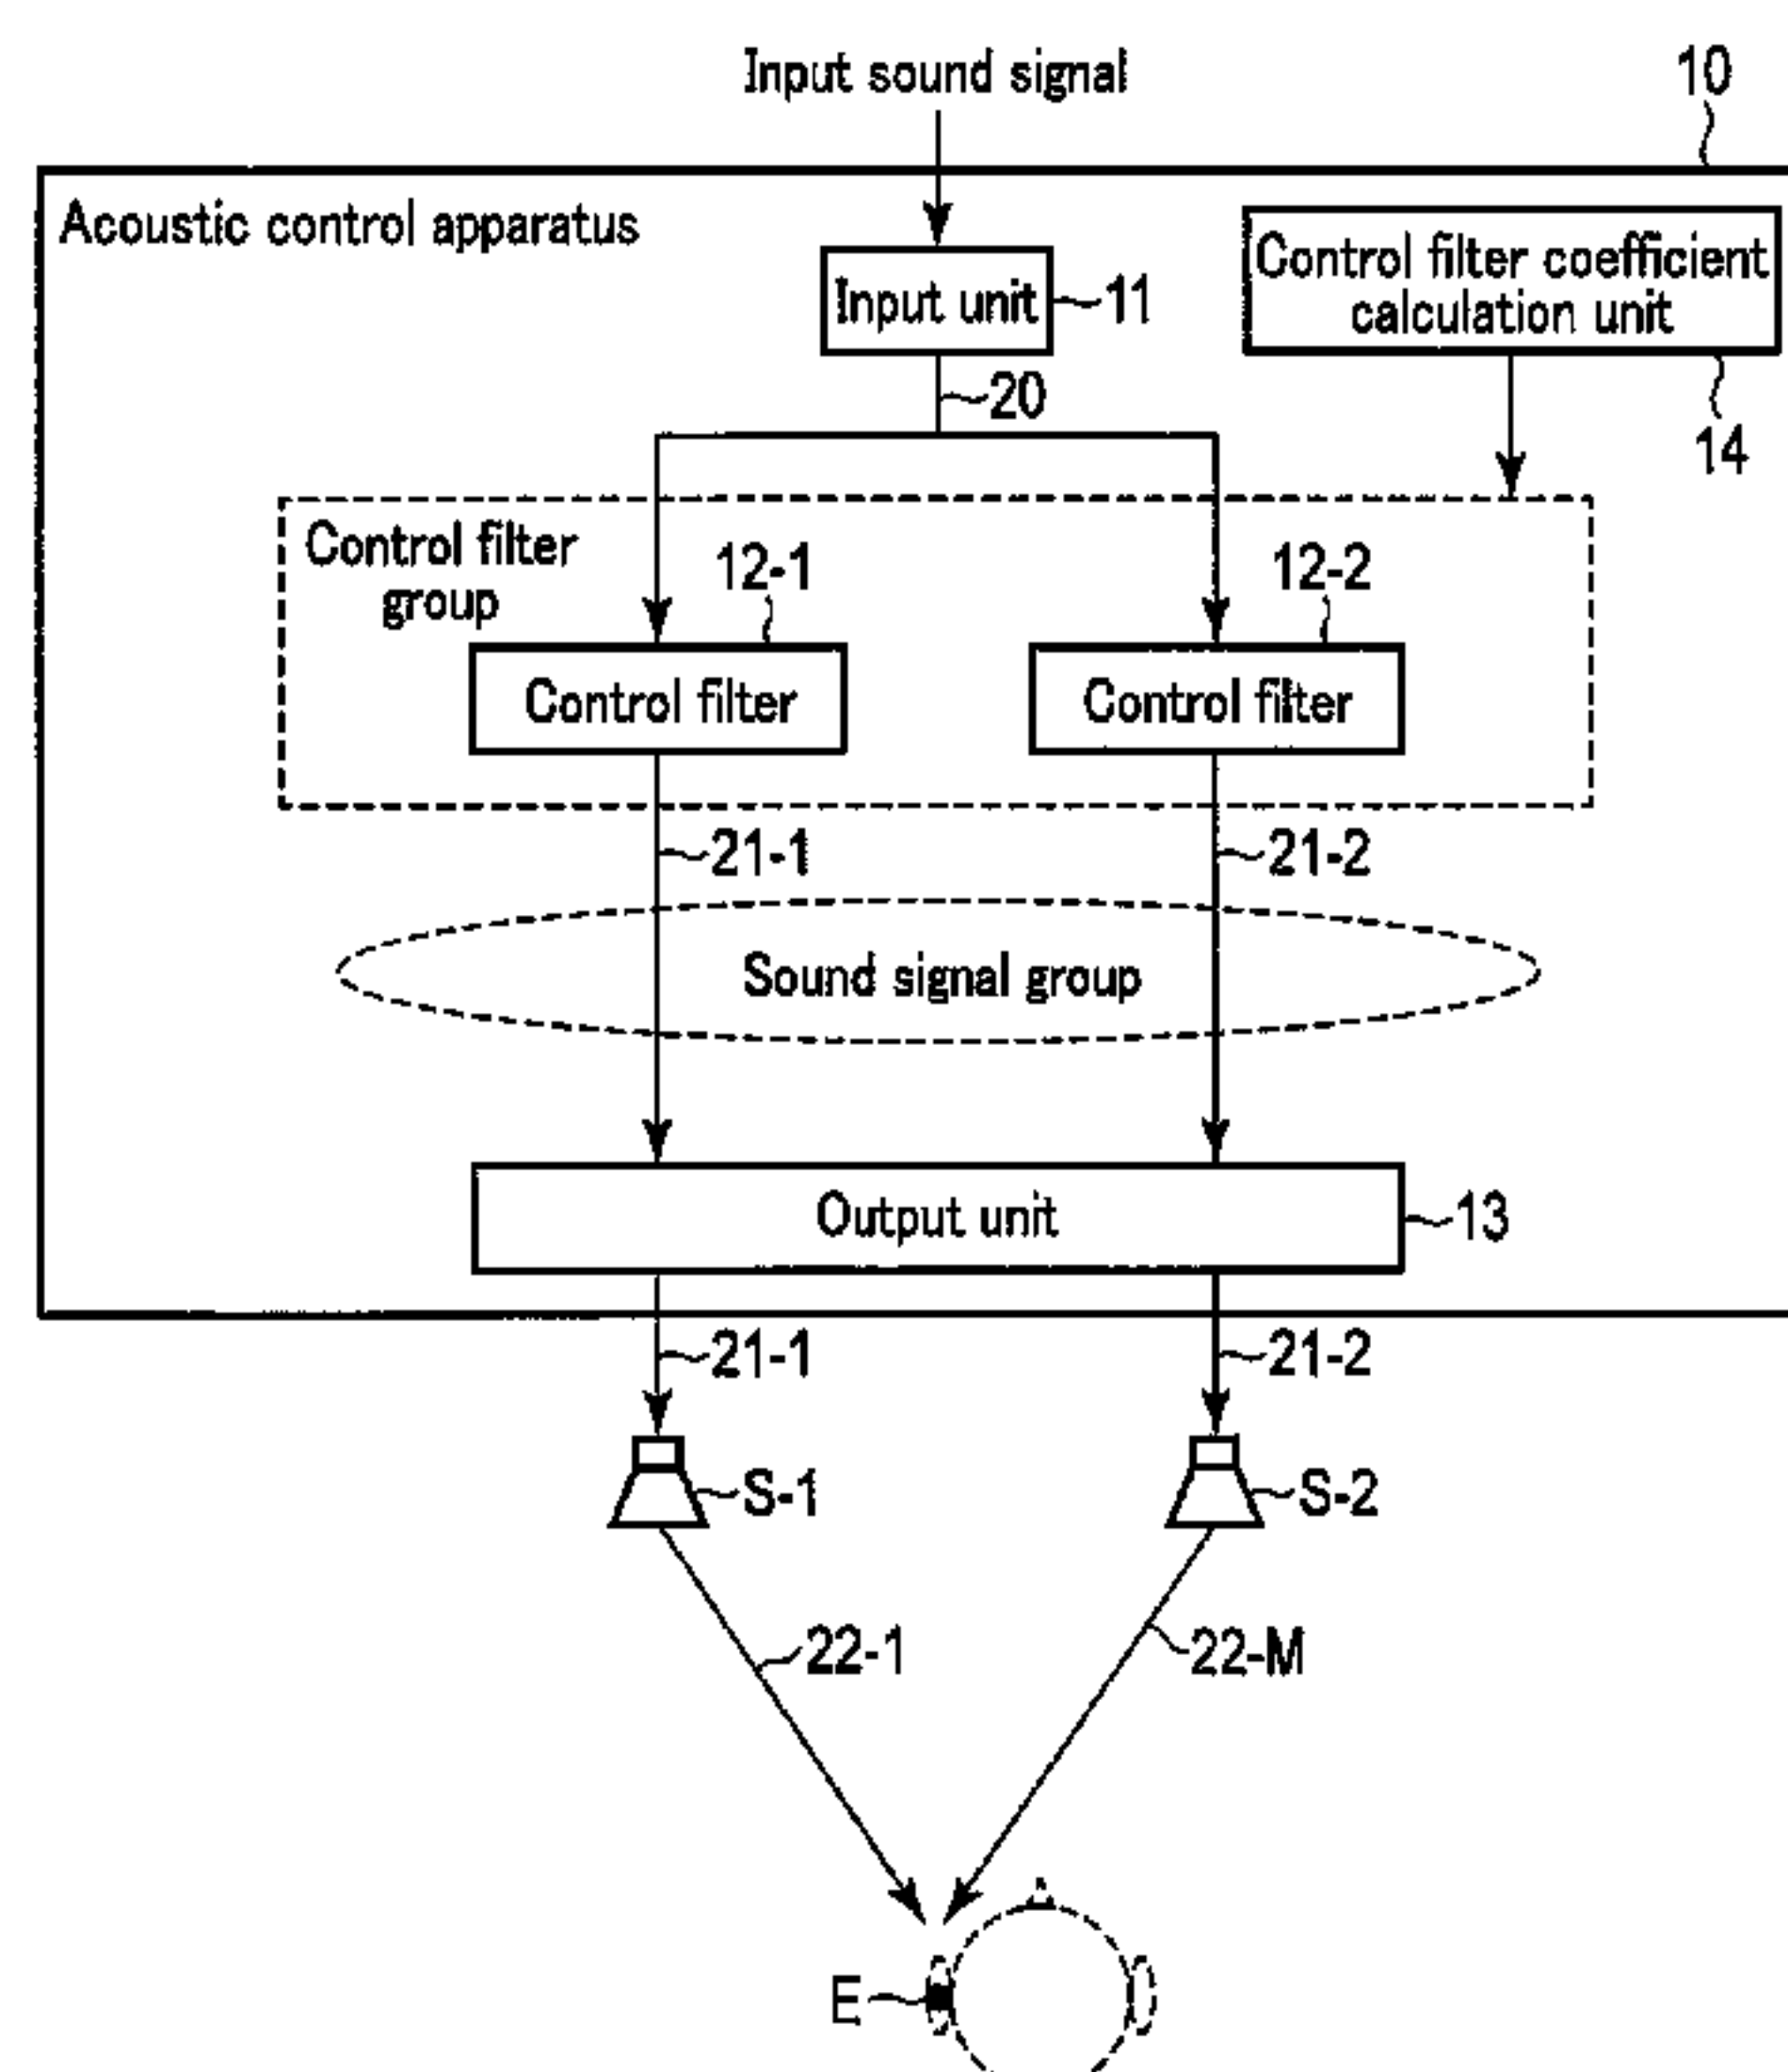 Input sound signal
10
Acoustic control apparatus
Input unit
11
Control filter coefficient
calculation unit
20
14
Control filter
group
12-1
12-2
Control filter
Control filter
21-1
21-2
Sound signal group
Output unit
13
21-1
21-2
S-1
S-2
22-1
22-M
E